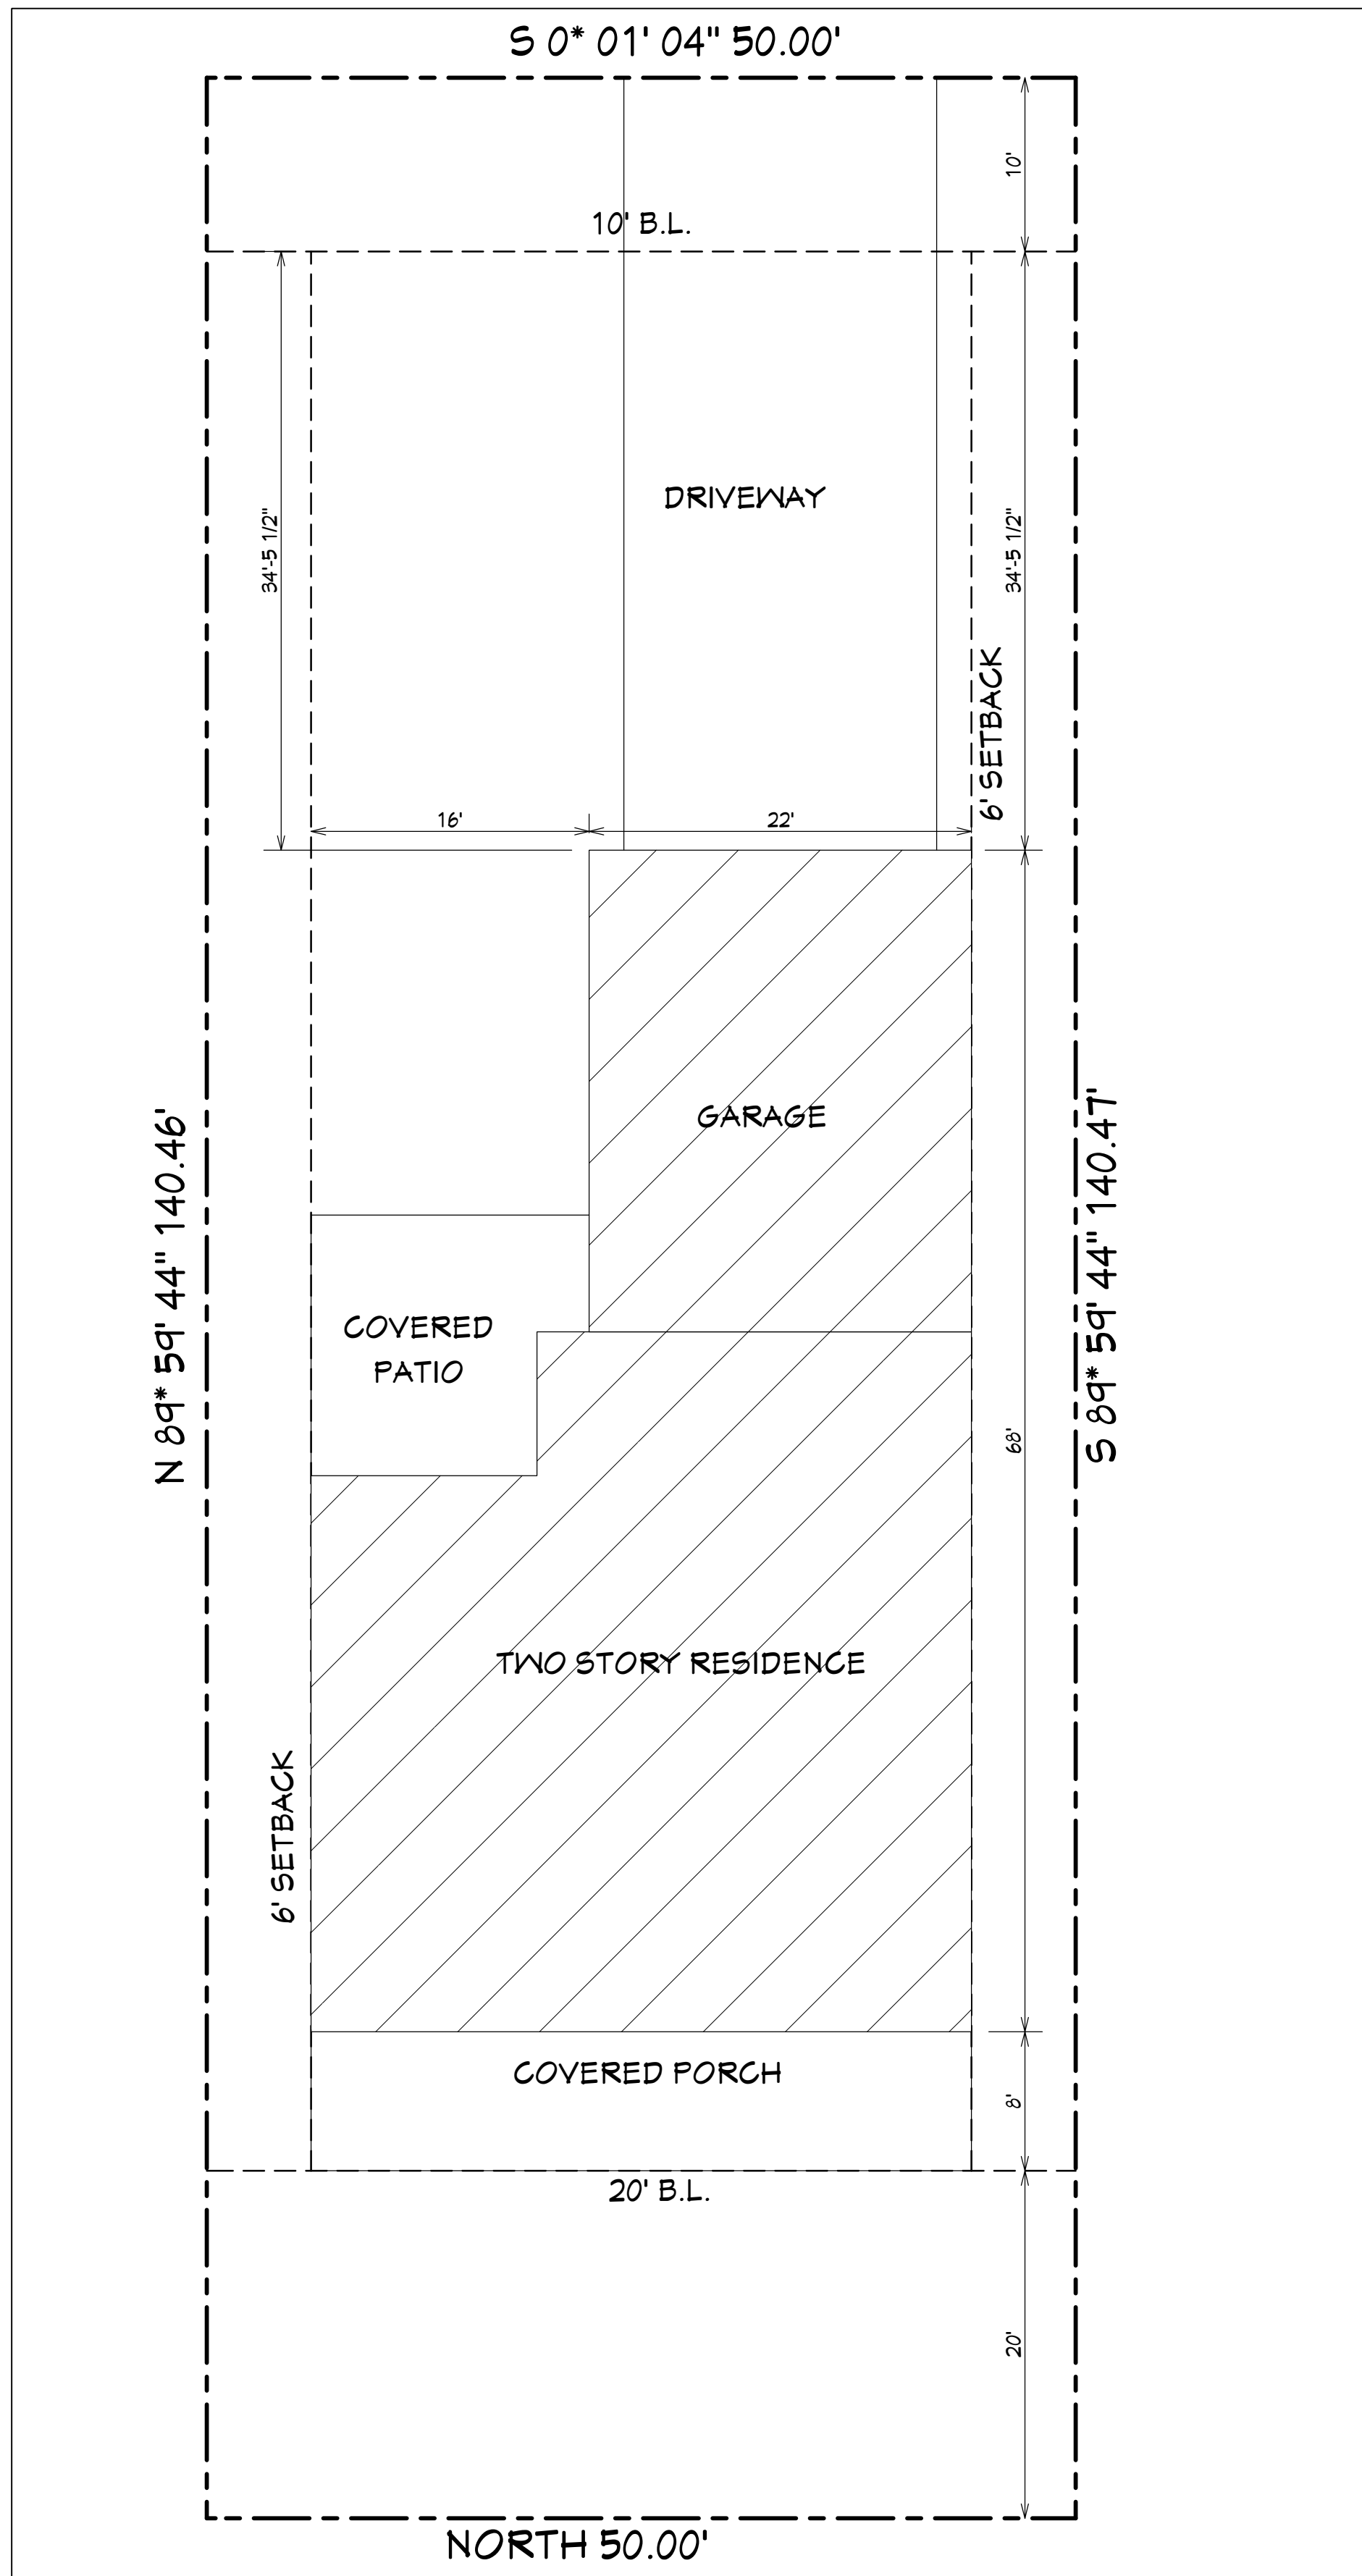 S 0* 01' 04" 50.00'
10'
10' B.L.
DRIVEWAY
34'-5 1/2"
34'-5 1/2"
6' SETBACK
16'
22'
GARAGE
N 89* 59' 44" 140.46'
S 89* 59' 44" 140.47'
COVERED
PATIO
68'
TWO STORY RESIDENCE
6' SETBACK
COVERED PORCH
8'
20' B.L.
20'
NORTH 50.00'